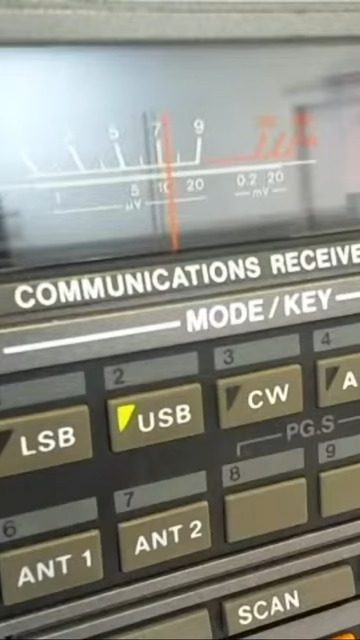 5 7 9
1 5 10 20 0.2 20
µV mV
COMMUNICATIONS RECEIVE
MODE/KEY
2 3 4
LSB USB CW A
PG.S
6 7 8 9
ANT 1 ANT 2
SCAN